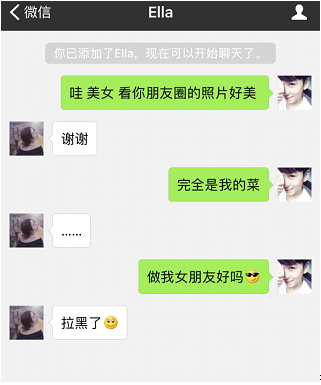 微信
Ella
你已添加了Ella，现在可以开始聊天了。
哇 美女 看你朋友圈的照片好美
谢谢
完全是我的菜
......
做我女朋友好吗😎
拉黑了🙂